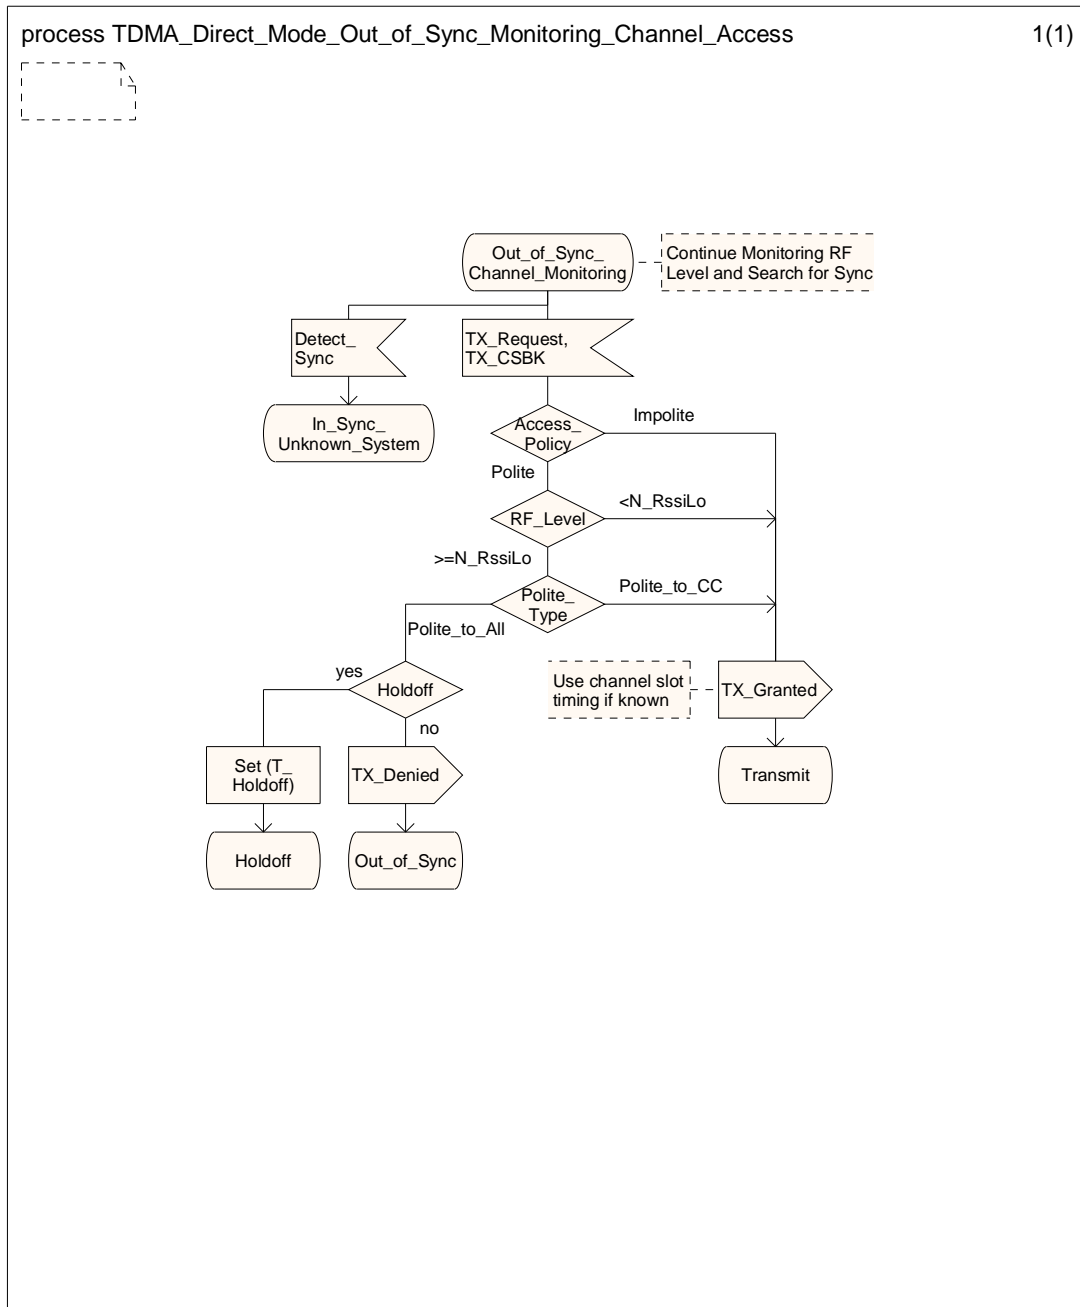 process TDMA_Direct_Mode_Out_of_Sync_Monitoring_Channel_Access
1(1)
Out_of_Sync_
Channel_Monitoring
Continue Monitoring RF
Level and Search for Sync
Detect_
Sync
TX_Request,
TX_CSBK
In_Sync_
Unknown_System
Access_
Policy
Impolite
Polite
RF_Level
<N_RssiLo
>=N_RssiLo
Polite_
Type
Polite_to_CC
Polite_to_All
yes
Holdoff
no
Use channel slot
timing if known
TX_Granted
Set (T_
Holdoff)
TX_Denied
Transmit
Holdoff
Out_of_Sync